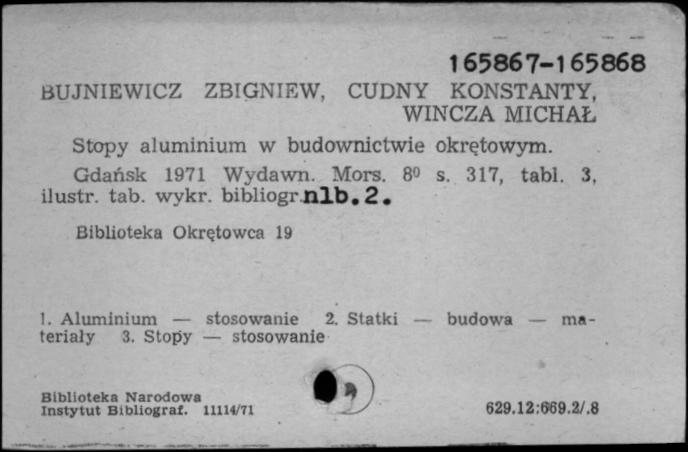 165867-165868
BUJNIEWICZ ZBIGNIEW, CUDNY KONSTANTY,
WINCZA MICHAŁ
Stopy aluminium w budownictwie okrętowym.
Gdańsk 1971 Wydawn. Mors. 8⁰ s. 317, tabl. 3,
ilustr. tab. wykr. bibliogr.nlb.2.
Biblioteka Okrętowca 19
1. Aluminium — stosowanie 2. Statki — budowa — ma-
teriały 3. Stopy — stosowanie
Biblioteka Narodowa
Instytut Bibliograf. 11114/71
629.12:669.2/.8